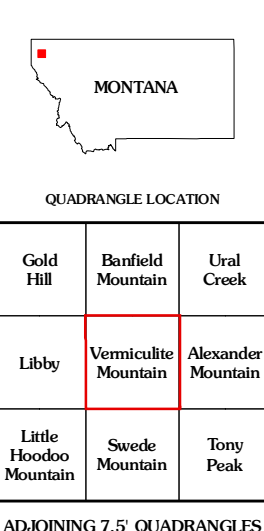 MONTANA
QUADRANGLE LOCATION
Gold
Hill
Banfield
Mountain
Ural
Creek
Libby
Vermiculite
Mountain
Alexander
Mountain
Little
Hoodoo
Mountain
Swede
Mountain
Tony
Peak
ADJOINING 7.5' QUADRANGLES